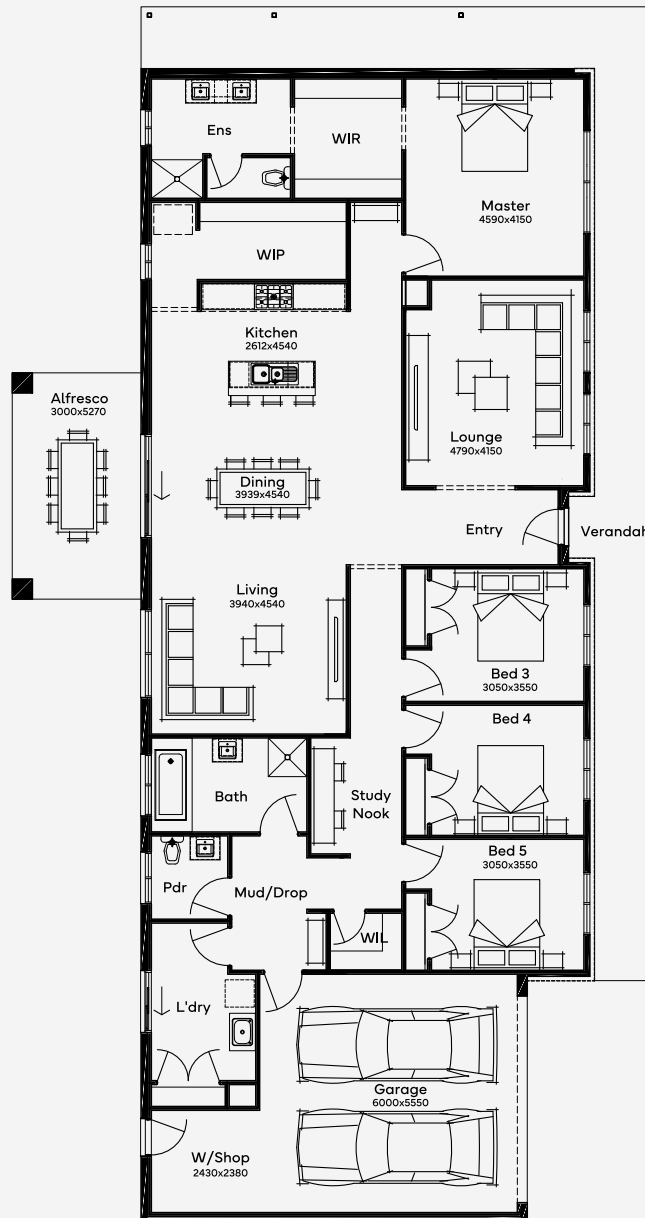 Ens
WIR
Master
4590x4150
WIP
Kitchen
2612x4540
Alfresco
3000x5270
Lounge
4790x4150
Dining
3939x4540
Entry
Verandah
Living
3940x4540
Bed 3
3050x3550
Bed 4
Bath
Study
Nook
Bed 5
3050x3550
Pdr
Mud/Drop
WIL
L'dry
Garage
6000x5550
W/Shop
2430x2380